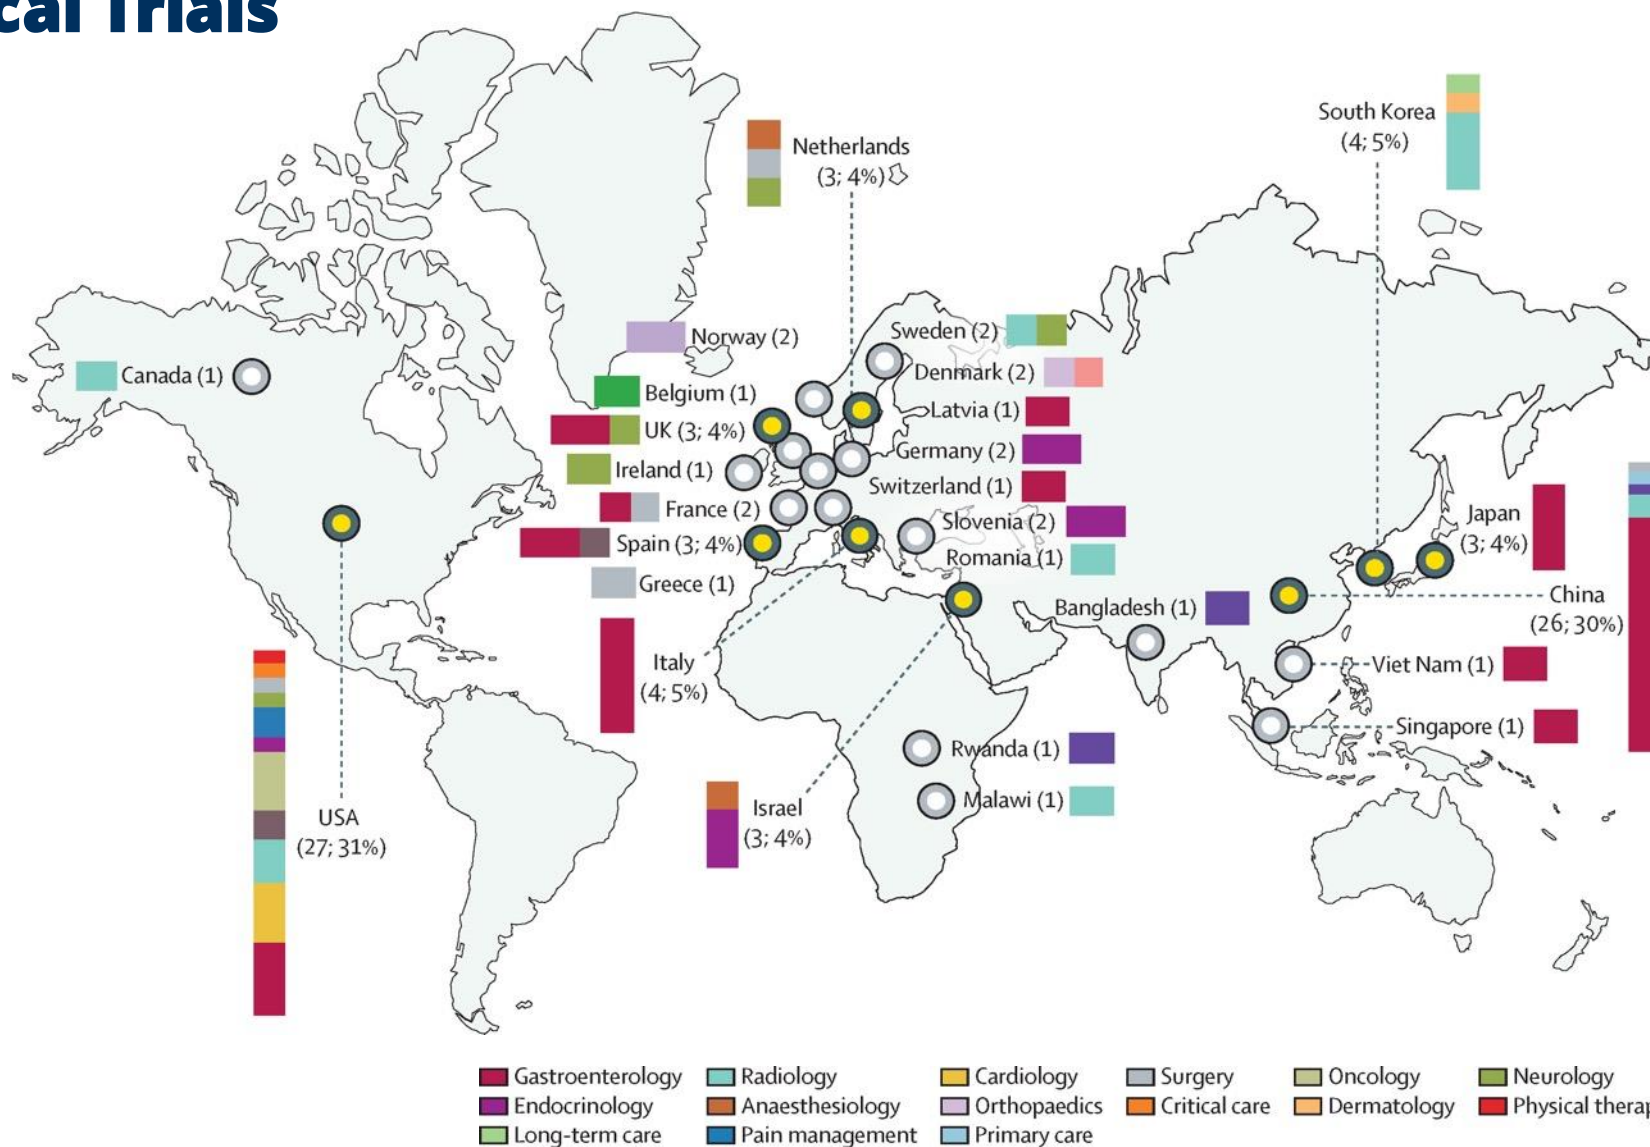 cal Trials
South Korea
(4; 5%)
Netherlands
(3; 4%)
Norway (2)
Sweden (2)
Canada (1)
Denmark (2)
Belgium (1)
Latvia (1)
UK (3; 4%)
Germany (2)
Ireland (1)
Switzerland (1)
France (2)
Slovenia (2)
Japan
(3; 4%)
Spain (3; 4%)
Romania (1)
Greece (1)
Bangladesh (1)
China
(26; 30%)
Italy
(4; 5%)
Viet Nam (1)
Singapore (1)
Rwanda (1)
Malawi (1)
Israel
(3; 4%)
USA
(27; 31%)
Gastroenterology
Radiology
Cardiology
Surgery
Oncology
Neurology
Endocrinology
Anaesthesiology
Orthopaedics
Critical care
Dermatology
Physical therap
Long-term care
Pain management
Primary care